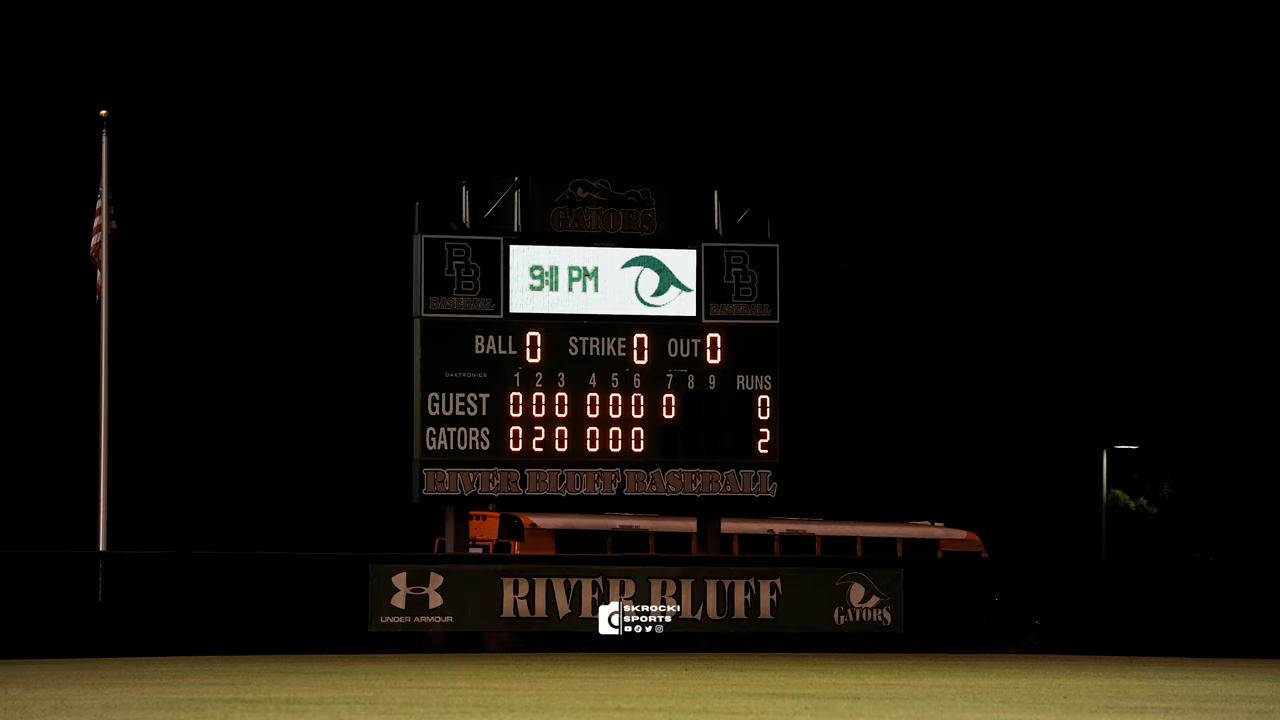 GATORS
BB
BASEBALL
9:11 PM
BB
BASEBALL
BALL 0 STRIKE 0 OUT 0
DAKTRONICS 1 2 3 4 5 6 7 8 9 RUNS
GUEST 0 0 0 0 0 0 0 0
GATORS 0 2 0 0 0 0 2
RIVER BLUFF BASEBALL
UNDER ARMOUR
RIVER BLUFF
GATORS
SKROCKI
SPORTS